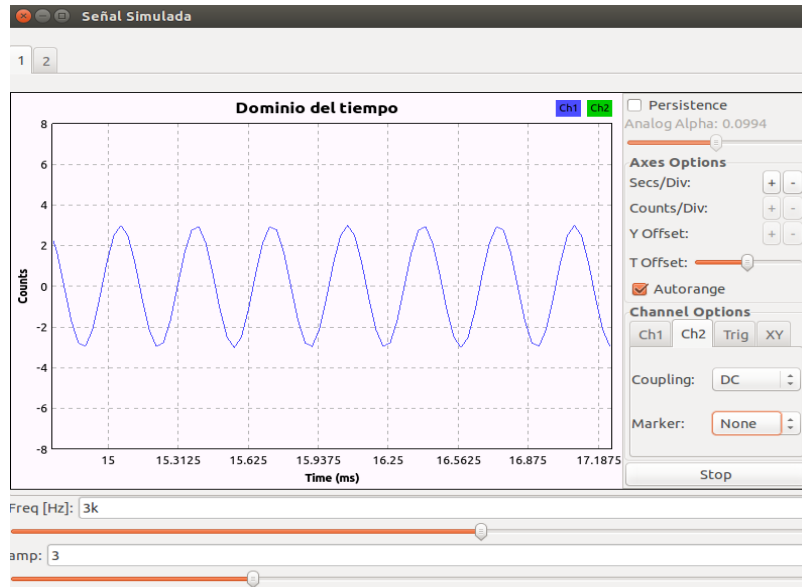 Señal Simulada
1 2
Dominio del tiempo
Ch1 Ch2
8
6
4
2
0
-2
-4
-6
-8
Counts
15 15.3125 15.625 15.9375 16.25 16.5625 16.875 17.1875
Time (ms)
Persistence
Analog Alpha: 0.0994
Axes Options
Secs/Div: + -
Counts/Div: + -
Y Offset: + -
T Offset:
Autorange
Channel Options
Ch1 Ch2 Trig XY
Coupling: DC
Marker: None
Stop
Freq [Hz]: 3k
amp: 3